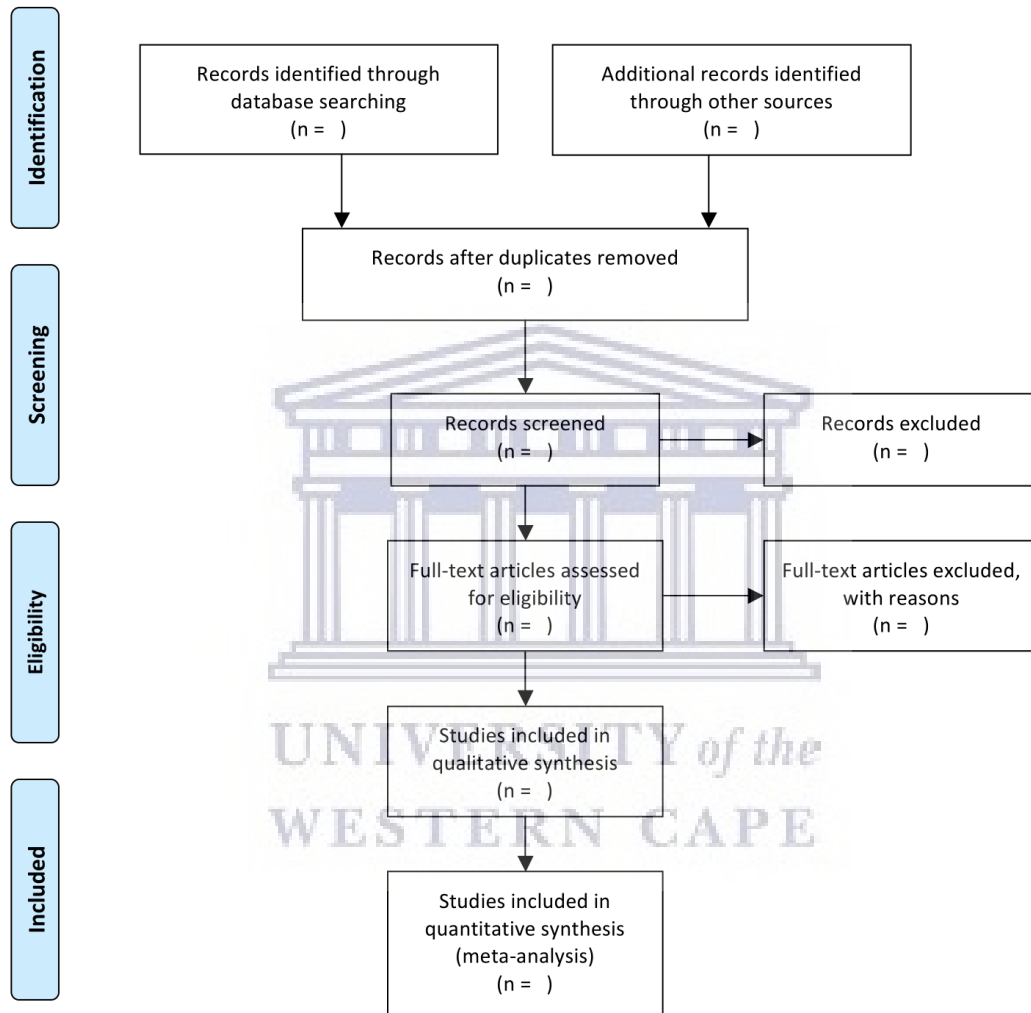 Identification
Records identified through
database searching
(n =   )
Additional records identified
through other sources
(n =   )
Records after duplicates removed
(n =   )
Screening
Records screened
(n =   )
Records excluded
(n =   )
Eligibility
Full-text articles assessed
for eligibility
(n =   )
Full-text articles excluded,
with reasons
(n =   )
Studies included in
qualitative synthesis
(n =   )
UNIVERSITY of the
WESTERN CAPE
Included
Studies included in
quantitative synthesis
(meta-analysis)
(n =   )